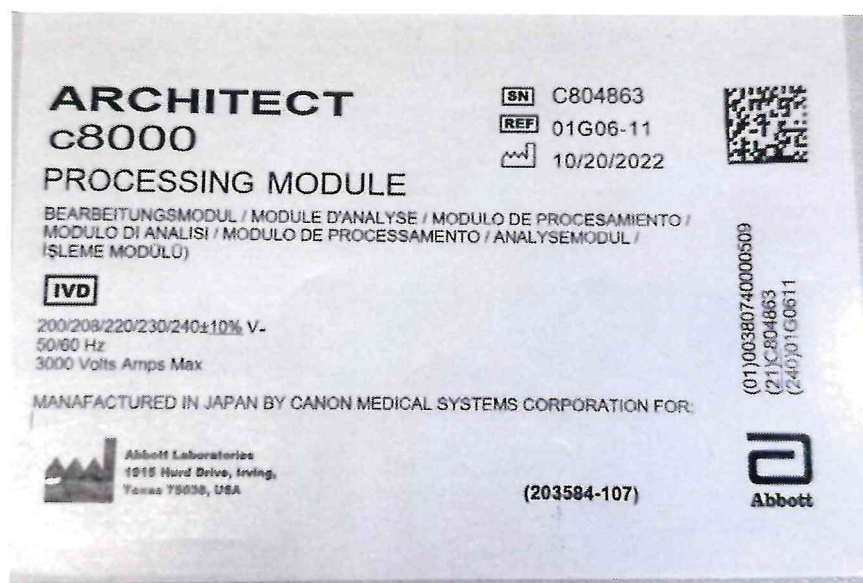 ARCHITECT
c8000
PROCESSING MODULE
BEARBEITUNGSMODUL / MODULE D'ANALYSE / MODULO DE PROCESAMIENTO /
MODULO DI ANALISI / MODULO DE PROCESSAMENTO / ANALYSEMODUL /
İŞLEME MODÜLÜ)
IVD
200/208/220/230/240±10% V~
50/60 Hz
3000 Volts Amps Max
MANAFACTURED IN JAPAN BY CANON MEDICAL SYSTEMS CORPORATION FOR:
Abbott Laboratories
1915 Hurd Drive, Irving,
Texas 75038, USA
SN C804863
REF 01G06-11
10/20/2022
(01)00380740000509
(21)C804863
(240)01G0611
(203584-107)
Abbott